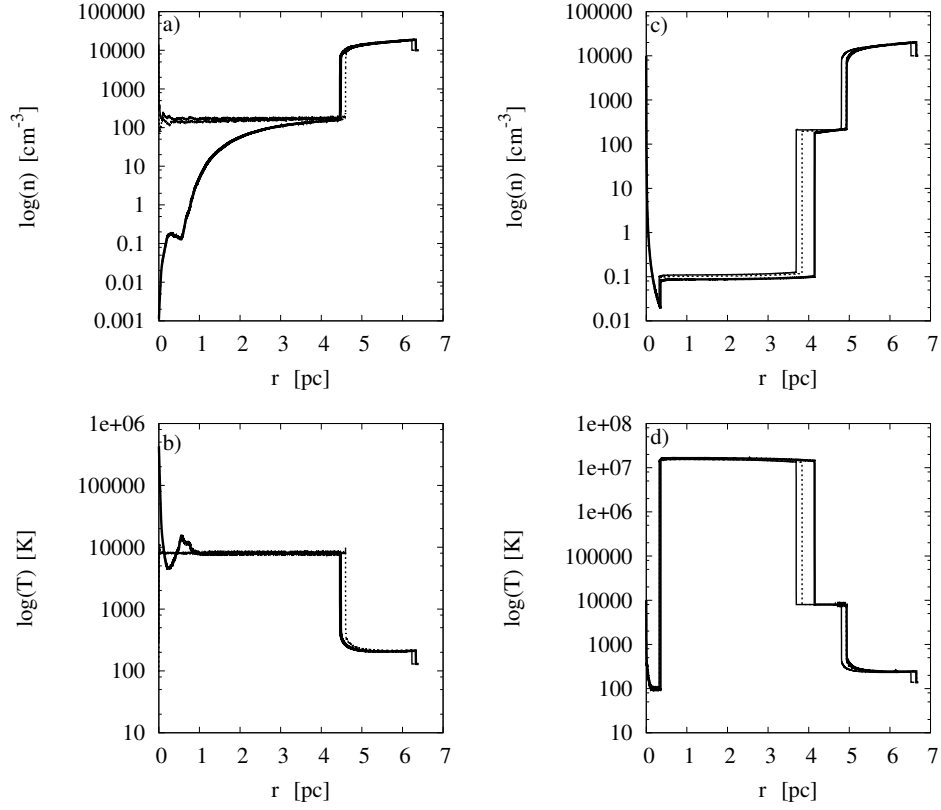 a)
100000
10000
1000
100
10
1
0.1
0.01
0.001
log(n) [cm-3]
0 1 2 3 4 5 6 7
r [pc]
c)
100000
10000
1000
100
10
1
0.1
0.01
log(n) [cm-3]
0 1 2 3 4 5 6 7
r [pc]
b)
1e+06
100000
10000
1000
100
10
log(T) [K]
0 1 2 3 4 5 6 7
r [pc]
d)
1e+08
1e+07
1e+06
100000
10000
1000
100
10
log(T) [K]
0 1 2 3 4 5 6 7
r [pc]